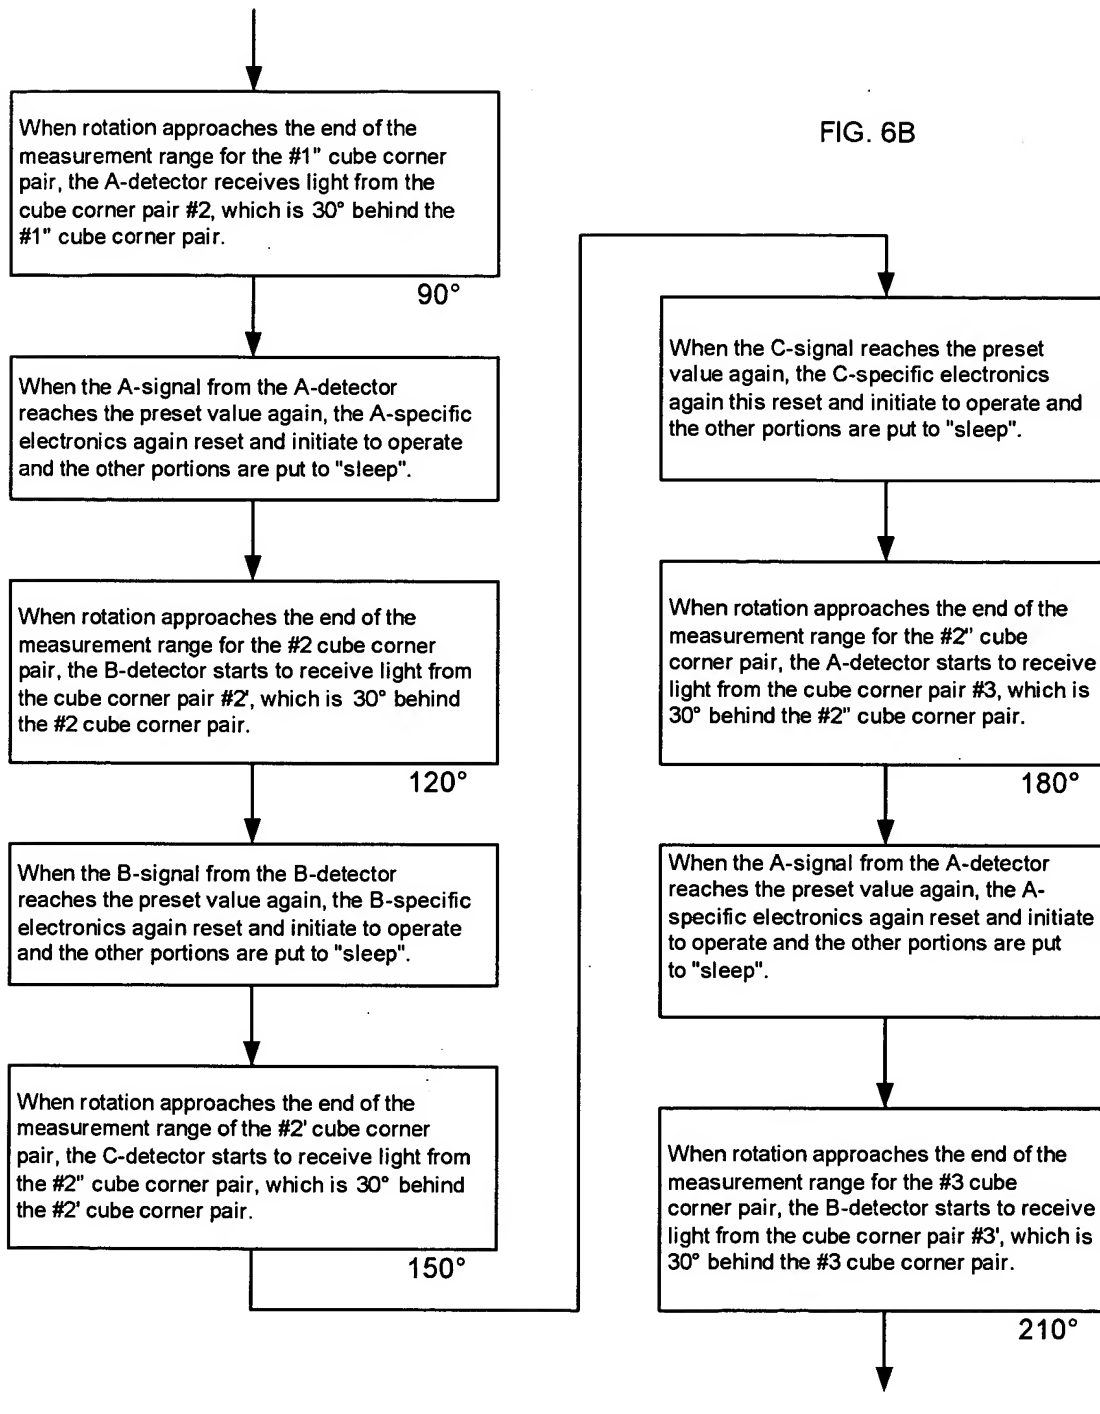 FIG. 6B
When rotation approaches the end of the
measurement range for the #1" cube corner
pair, the A-detector receives light from the
cube corner pair #2, which is 30° behind the
#1" cube corner pair.
90°
When the A-signal from the A-detector
reaches the preset value again, the A-specific
electronics again reset and initiate to operate
and the other portions are put to "sleep".
When rotation approaches the end of the
measurement range for the #2 cube corner
pair, the B-detector starts to receive light from
the cube corner pair #2', which is 30° behind
the #2 cube corner pair.
120°
When the B-signal from the B-detector
reaches the preset value again, the B-specific
electronics again reset and initiate to operate
and the other portions are put to "sleep".
When rotation approaches the end of the
measurement range of the #2' cube corner
pair, the C-detector starts to receive light from
the #2" cube corner pair, which is 30° behind
the #2' cube corner pair.
150°
When the C-signal reaches the preset
value again, the C-specific electronics
again this reset and initiate to operate and
the other portions are put to "sleep".
When rotation approaches the end of the
measurement range for the #2" cube
corner pair, the A-detector starts to receive
light from the cube corner pair #3, which is
30° behind the #2" cube corner pair.
180°
When the A-signal from the A-detector
reaches the preset value again, the A-
specific electronics again reset and initiate
to operate and the other portions are put
to "sleep".
When rotation approaches the end of the
measurement range for the #3 cube
corner pair, the B-detector starts to receive
light from the cube corner pair #3', which is
30° behind the #3 cube corner pair.
210°